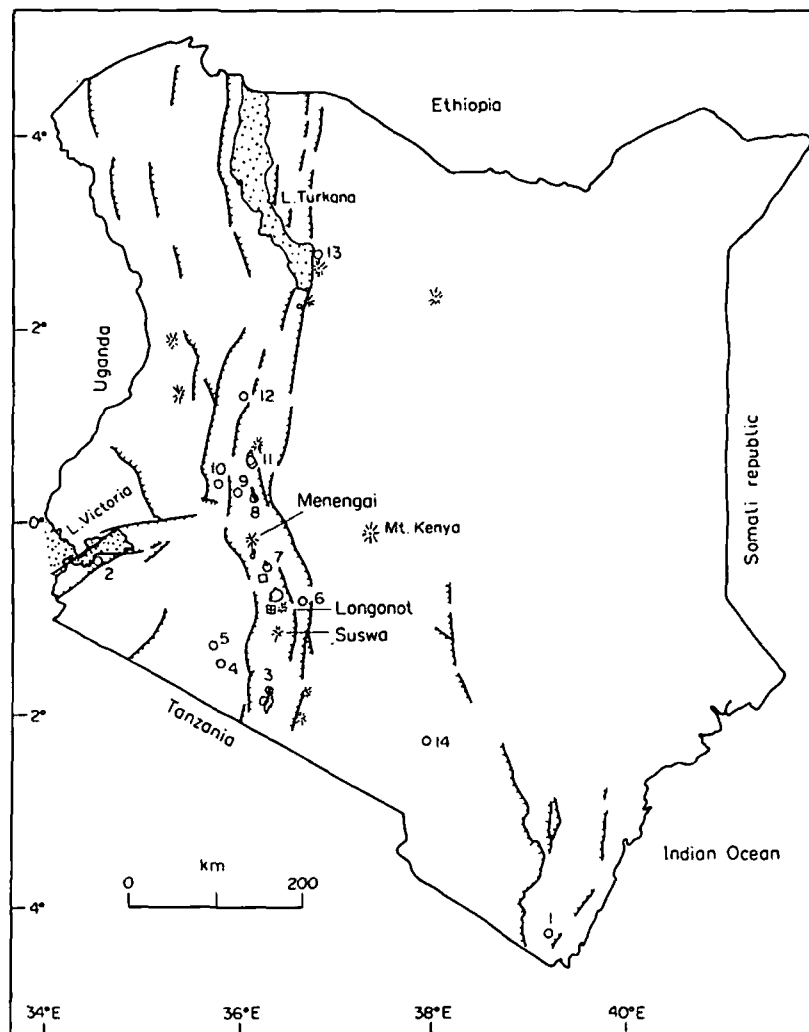 Ethiopia
4°
L. Turkana
13
2°
Uganda
12
11
10
9
8
Menengai
L. Victoria
0°
Mt. Kenya
Somali republic
2
7
6
Longonot
5
Suswa
4
3
Tanzania
2°
14
km
0 200
Indian Ocean
4°
1
34°E 36°E 38°E 40°E